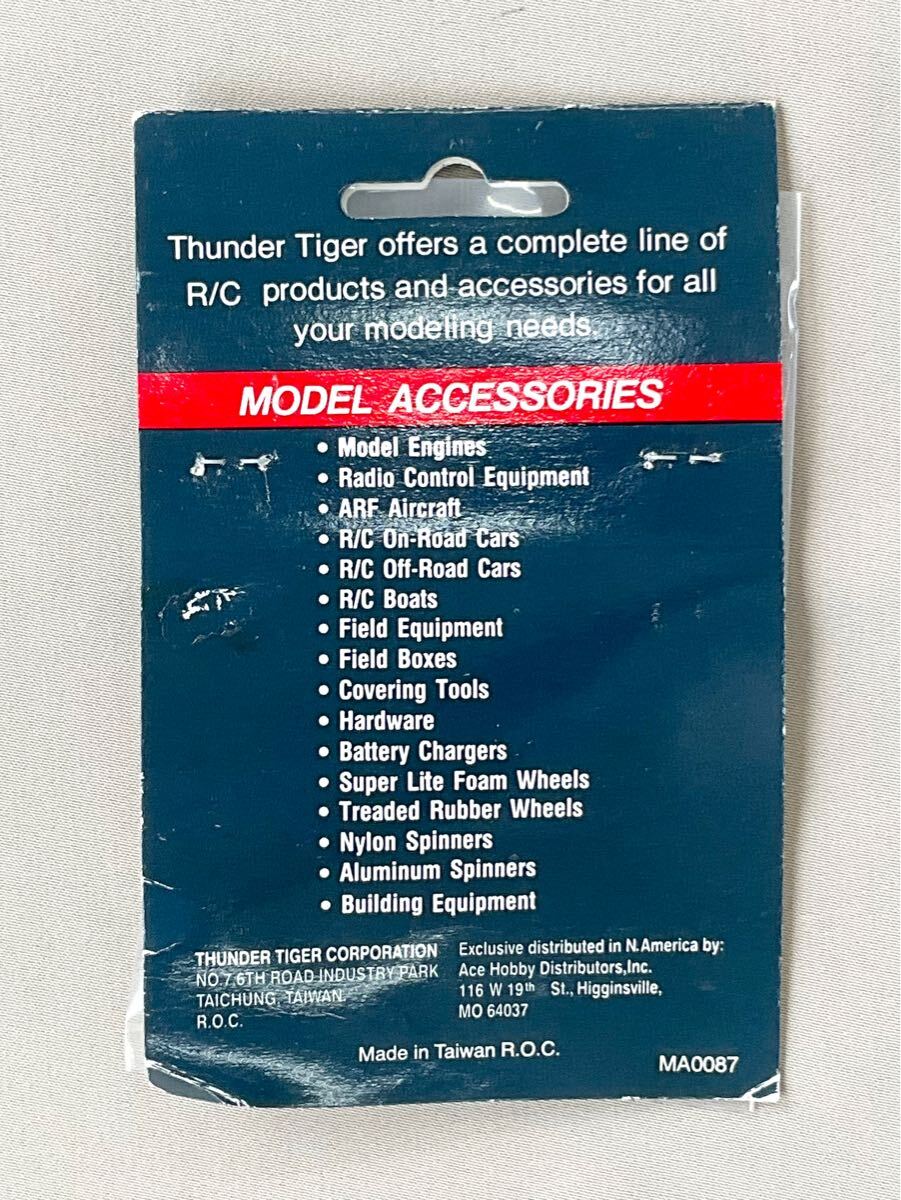 Thunder Tiger offers a complete line of
R/C products and accessories for all
your modeling needs.
MODEL ACCESSORIES
• Model Engines
• Radio Control Equipment
• ARF Aircraft
• R/C On-Road Cars
• R/C Off-Road Cars
• R/C Boats
• Field Equipment
• Field Boxes
• Covering Tools
• Hardware
• Battery Chargers
• Super Lite Foam Wheels
• Treaded Rubber Wheels
• Nylon Spinners
• Aluminum Spinners
• Building Equipment
THUNDER TIGER CORPORATION
NO.7.6TH ROAD INDUSTRY PARK
TAICHUNG, TAIWAN.
R.O.C.
Exclusive distributed in N.America by:
Ace Hobby Distributors,Inc.
116 W 19th St., Higginsville,
MO 64037
Made in Taiwan R.O.C.
MA0087